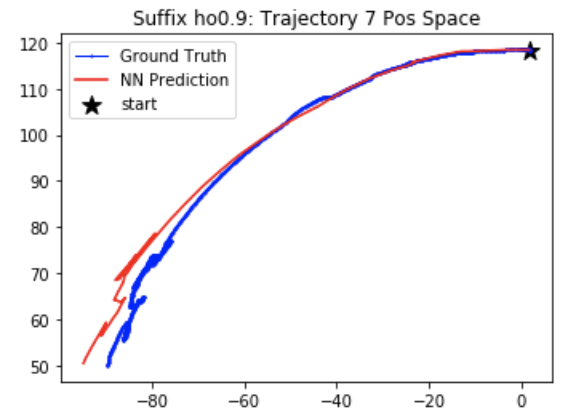 Suffix ho0.9: Trajectory 7 Pos Space
Ground Truth
NN Prediction
start
120
110
100
90
80
70
60
50
−80 −60 −40 −20 0